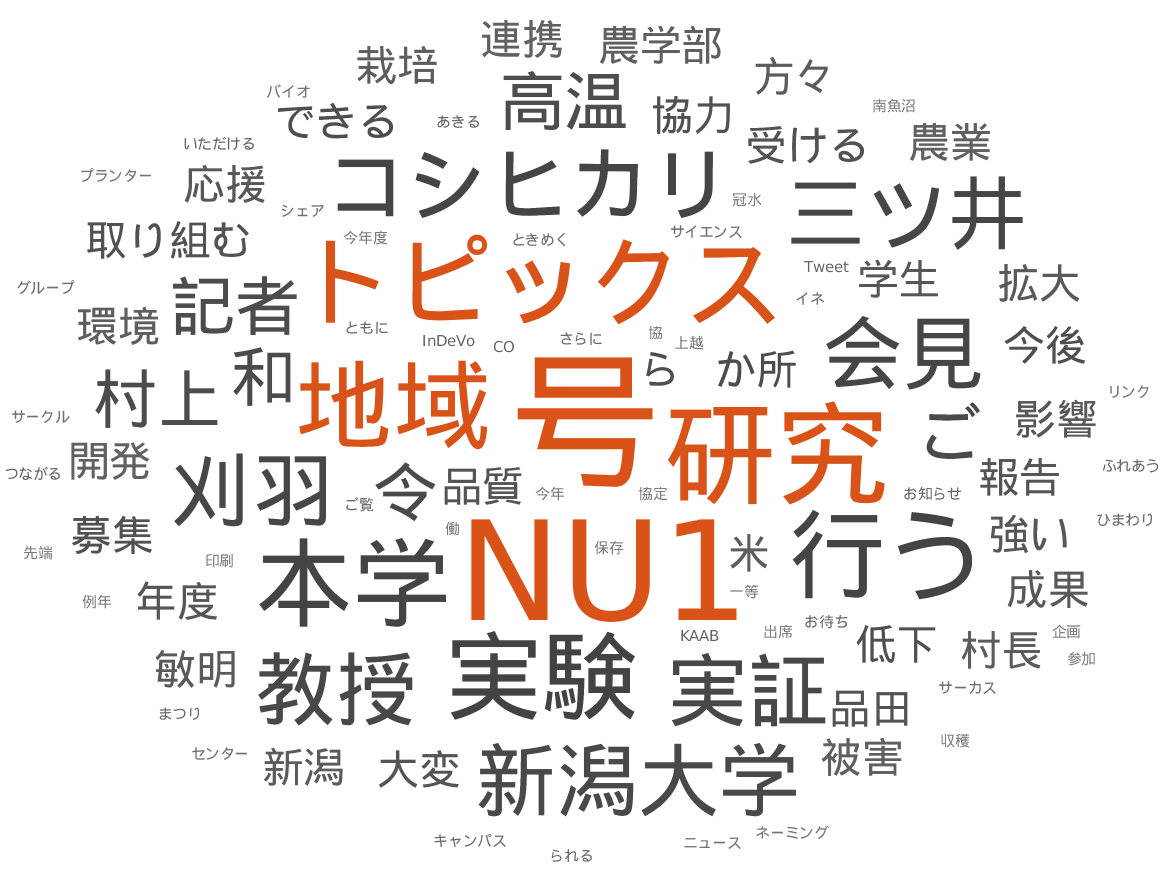 連携
農学部
栽培
方々
高温
バイオ
できる
あきる
協力
南魚沼
受ける
農業
いただける
プランター
応援
コシヒカリ
三ツ井
冠水
シェア
取り組む
今年度
ときめく
サイエンス
トピックス
Tweet
学生
拡大
グループ
記者
イネ
環境
ともに
InDeVo
CO
さらに
協
上越
会見
今後
和
地域
号
ら
か所
村上
リンク
サークル
研究
ご
影響
つながる
開発
刈羽
令
品質
今年
協定
お知らせ
報告
ふれあう
ご覧
先端
募集
働
NU1
保存
米
行う
強い
ひまわり
印刷
本学
一等
成果
例年
年度
KAAB
出席
お待ち
低下
村長
企画
参加
敏明
教授
実験
実証
品田
サーカス
まつり
センター
新潟
大変
新潟大学
被害
収穫
キャンパス
ニュース
ネーミング
られる